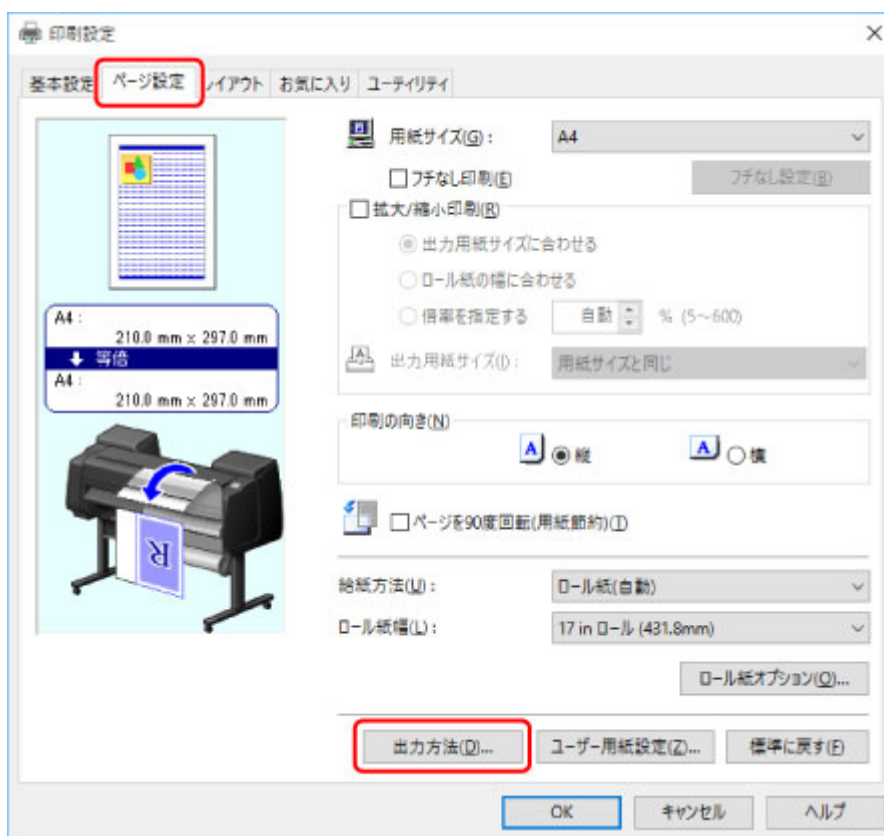 印刷設定
基本設定 ページ設定 レイアウト お気に入り ユーティリティ
用紙サイズ(G): A4
フチなし印刷(E) フチなし設定(B)
拡大/縮小印刷(R)
出力用紙サイズに合わせる
ロール紙の幅に合わせる
倍率を指定する 自動 % (5～600)
出力用紙サイズ(I): 用紙サイズと同じ
A4 :
210.0 mm × 297.0 mm
等倍
A4 :
210.0 mm × 297.0 mm
印刷の向き(N)
A 縦 A 横
ページを90度回転(用紙節約)(T)
R
給紙方法(U): ロール紙(自動)
ロール紙幅(L): 17 in ロール (431.8mm)
ロール紙オプション(O)...
出力方法(D)... ユーザー用紙設定(Z)... 標準に戻す(F)
OK キャンセル ヘルプ